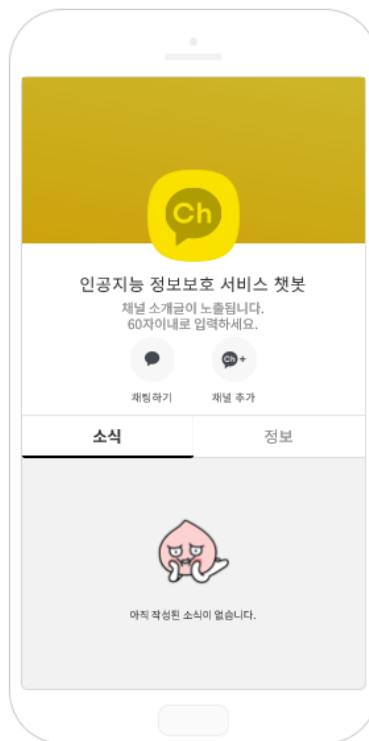 Ch
인공지능 정보보호 서비스 챗봇
채널 소개글이 노출됩니다.
60자이내로 입력하세요.
Ch+
채팅하기 채널 추가
소식 정보
아직 작성된 소식이 없습니다.